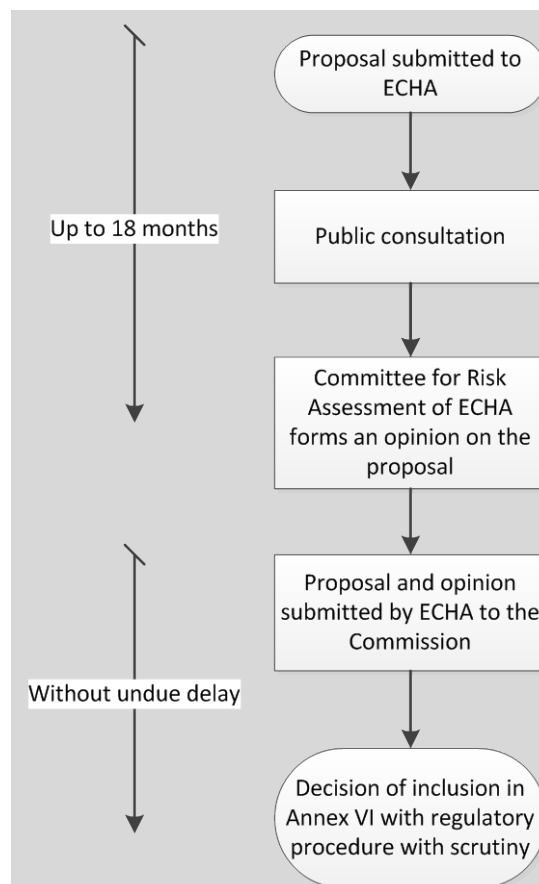 Proposal submitted to
ECHA
Up to 18 months
Public consultation
Committee for Risk
Assessment of ECHA
forms an opinion on the
proposal
Proposal and opinion
submitted by ECHA to the
Commission
Without undue delay
Decision of inclusion in
Annex VI with regulatory
procedure with scrutiny